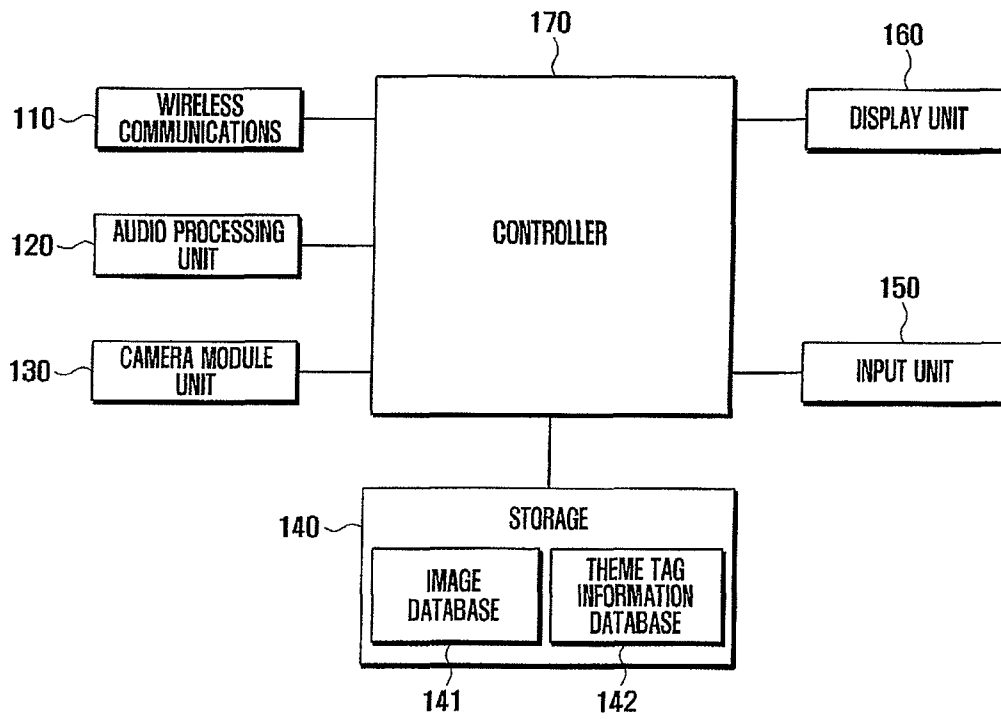 170
160
110
WIRELESS
COMMUNICATIONS
DISPLAY UNIT
120
AUDIO PROCESSING
UNIT
CONTROLLER
150
130
CAMERA MODULE
UNIT
INPUT UNIT
140
STORAGE
IMAGE
DATABASE
THEME TAG
INFORMATION
DATABASE
141
142